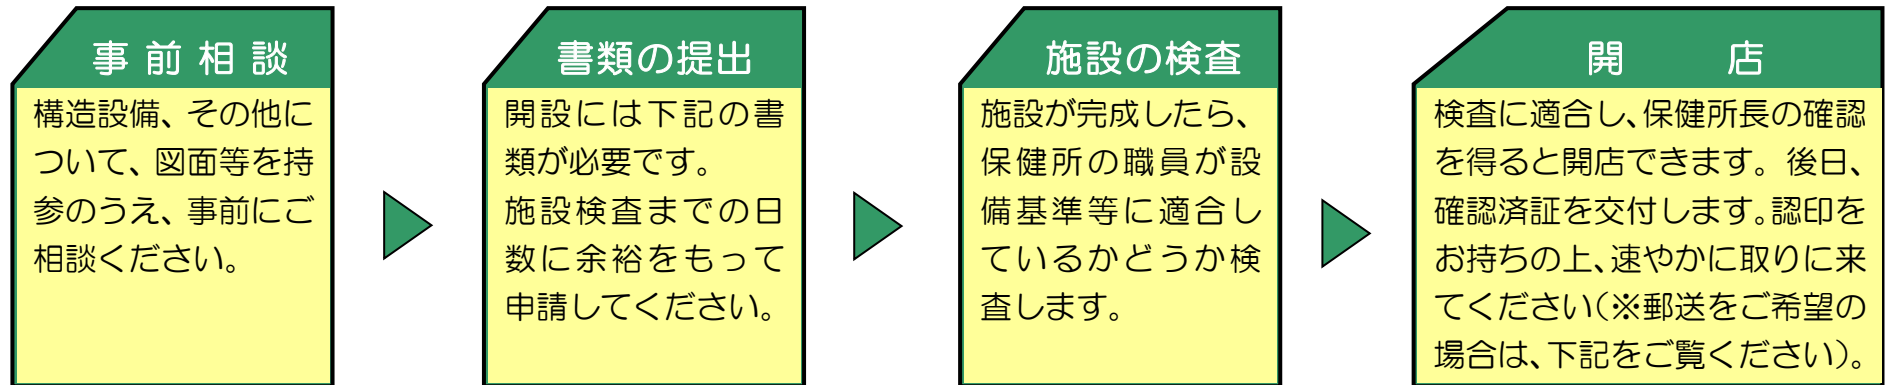 事前相談
構造設備、その他に
ついて、図面等を持
参のうえ、事前にご
相談ください。
書類の提出
開設には下記の書
類が必要です。
施設検査までの日
数に余裕をもって
申請してください。
施設の検査
施設が完成したら、
保健所の職員が設
備基準等に適合し
ているかどうか検
査します。
開店
検査に適合し、保健所長の確認
を得ると開店できます。後日、
確認済証を交付します。認印を
お持ちの上、速やかに取りに来
てください(※郵送をご希望の
場合は、下記をご覧ください)。